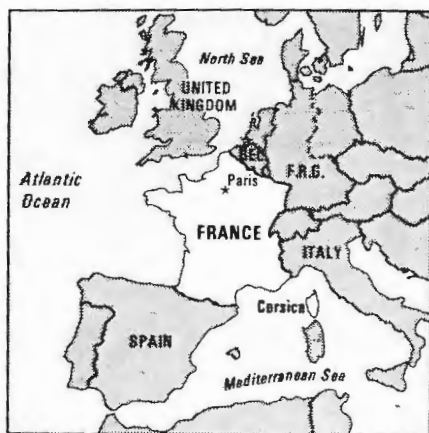 North Sea
UNITED
KINGDOM
BEL.
F.R.G.
Atlantic
Ocean
Paris
FRANCE
ITALY
Corsica
SPAIN
Mediterranean Sea